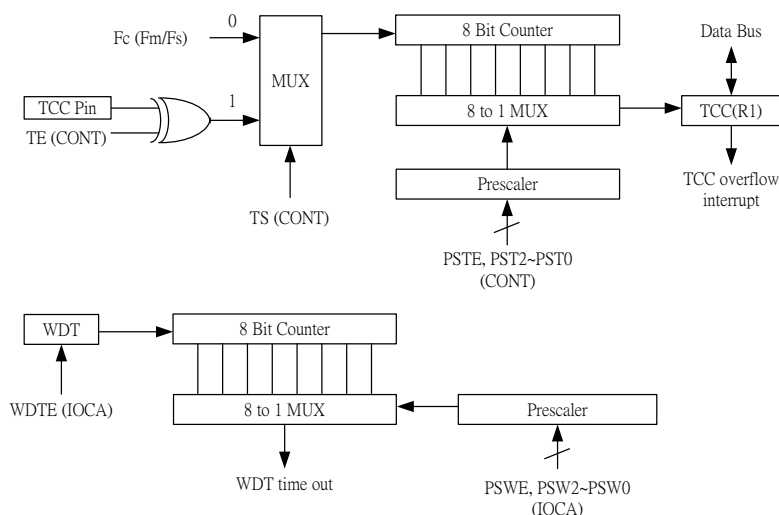 Fc (Fm/Fs)
0
MUX
8 Bit Counter
Data Bus
TCC Pin
1
8 to 1 MUX
TCC(R1)
TE (CONT)
Prescaler
TCC overflow
interrupt
TS (CONT)
PSTE, PST2~PST0
(CONT)
WDT
8 Bit Counter
WDTE (IOCA)
8 to 1 MUX
Prescaler
WDT time out
PSWE, PSW2~PSW0
(IOCA)